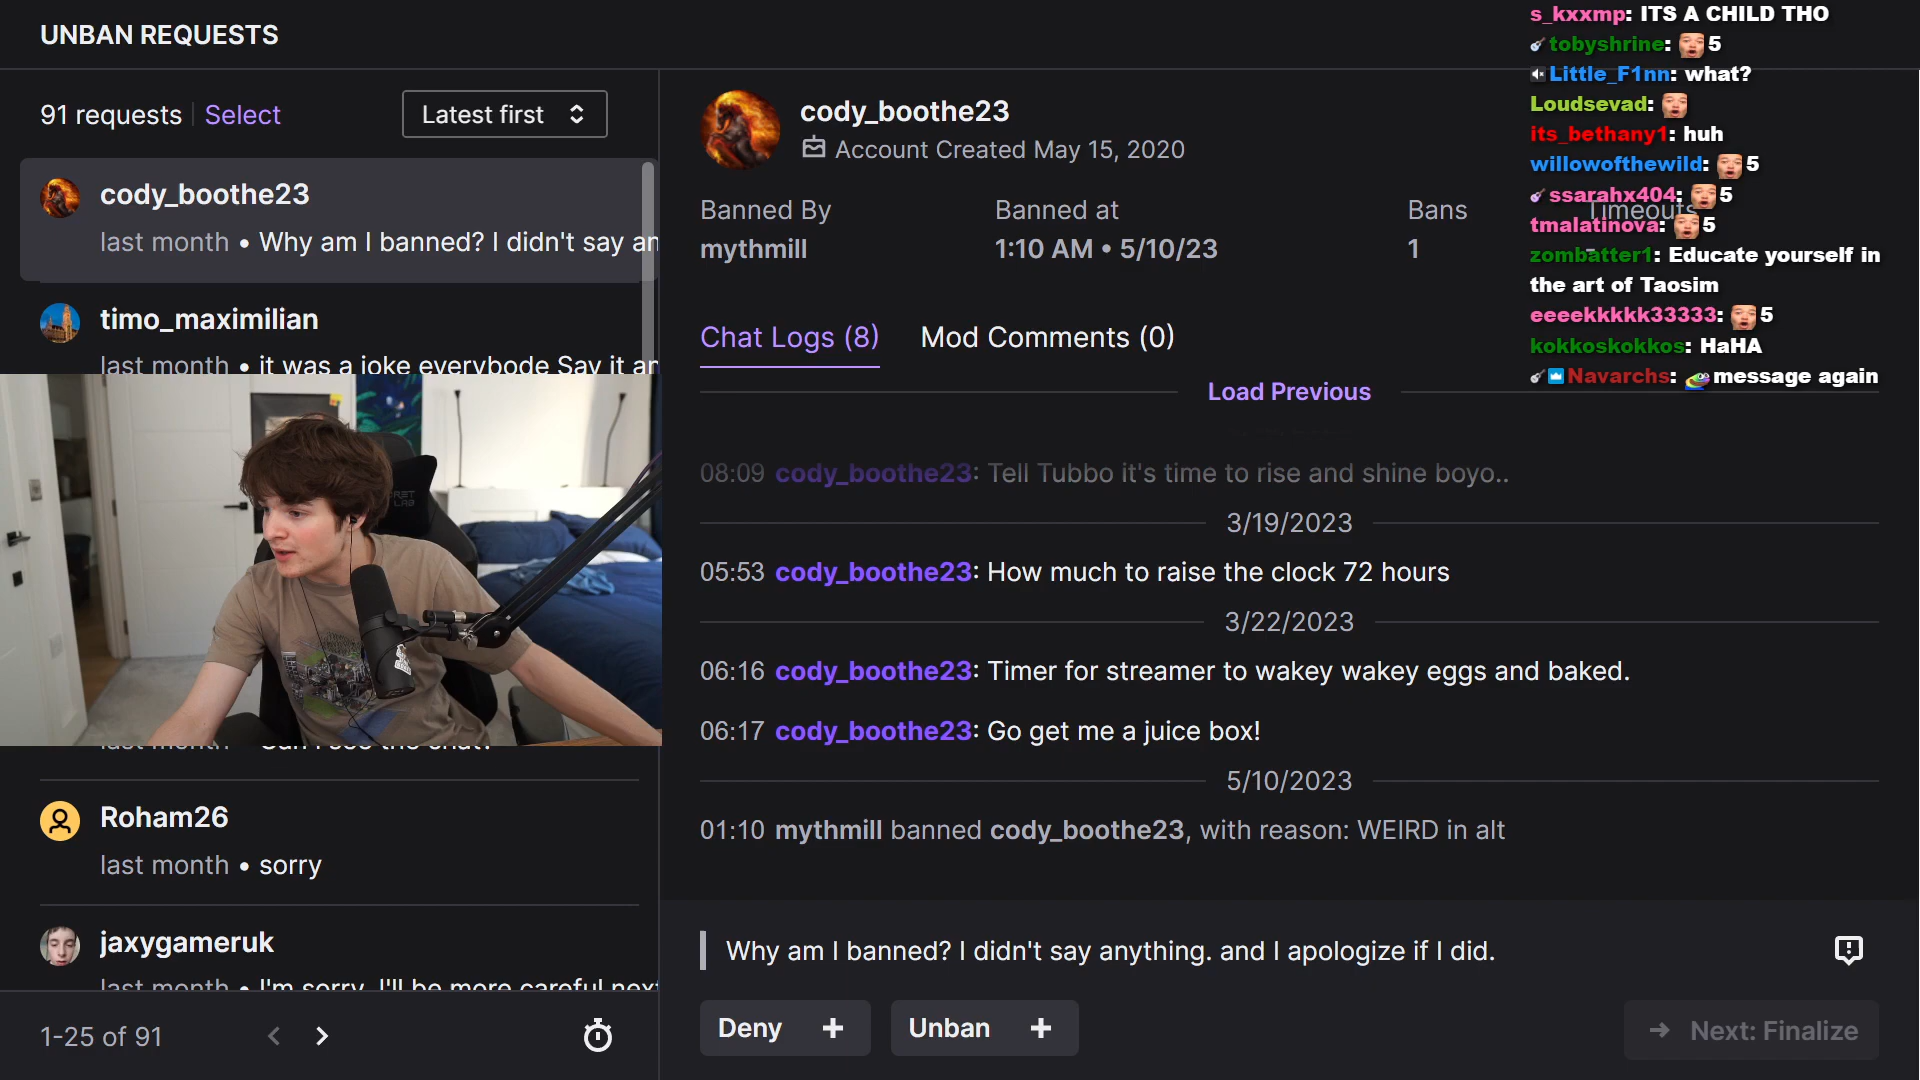 UNBAN REQUESTS
91 requests
Select
Latest first
cody_boothe23
last month • Why am I banned? I didn't say an
timo_maximilian
last month • it was a joke everybode Say it an
Roham26
last month • sorry
jaxygameruk
last month • I'm sorry, I'll be more careful next
1-25 of 91
cody_boothe23
Account Created May 15, 2020
Banned By
mythmill
Banned at
1:10 AM • 5/10/23
Bans
1
Timeouts
Chat Logs (8)
Mod Comments (0)
Load Previous
08:09 cody_boothe23: Tell Tubbo it's time to rise and shine boyo..
3/19/2023
05:53 cody_boothe23: How much to raise the clock 72 hours
3/22/2023
06:16 cody_boothe23: Timer for streamer to wakey wakey eggs and baked.
06:17 cody_boothe23: Go get me a juice box!
5/10/2023
01:10 mythmill banned cody_boothe23, with reason: WEIRD in alt
Why am I banned? I didn't say anything. and I apologize if I did.
Deny +
Unban +
Next: Finalize
s_kxxmp: ITS A CHILD THO
tobyshrine: 5
Little_F1nn: what?
Loudsevad:
its_bethany1: huh
willowofthewild: 5
ssarahx404: 5
tmalatinova: 5
zombatter1: Educate yourself in
the art of Taosim
eeeekkkkk33333: 5
kokkoskokkos: HaHA
Navarchs: message again